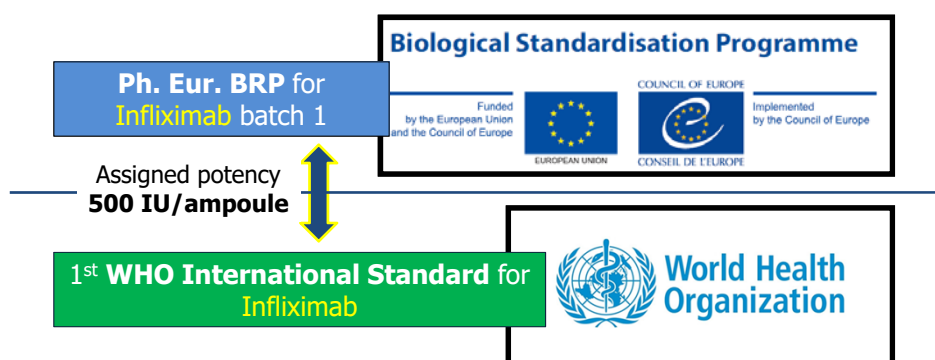 Biological Standardisation Programme
Ph. Eur. BRP for
Infliximab batch 1
Funded
by the European Union
and the Council of Europe
EUROPEAN UNION
COUNCIL OF EUROPE
CONSEIL DE L'EUROPE
Implemented
by the Council of Europe
Assigned potency
500 IU/ampoule
1st WHO International Standard for
Infliximab
World Health
Organization